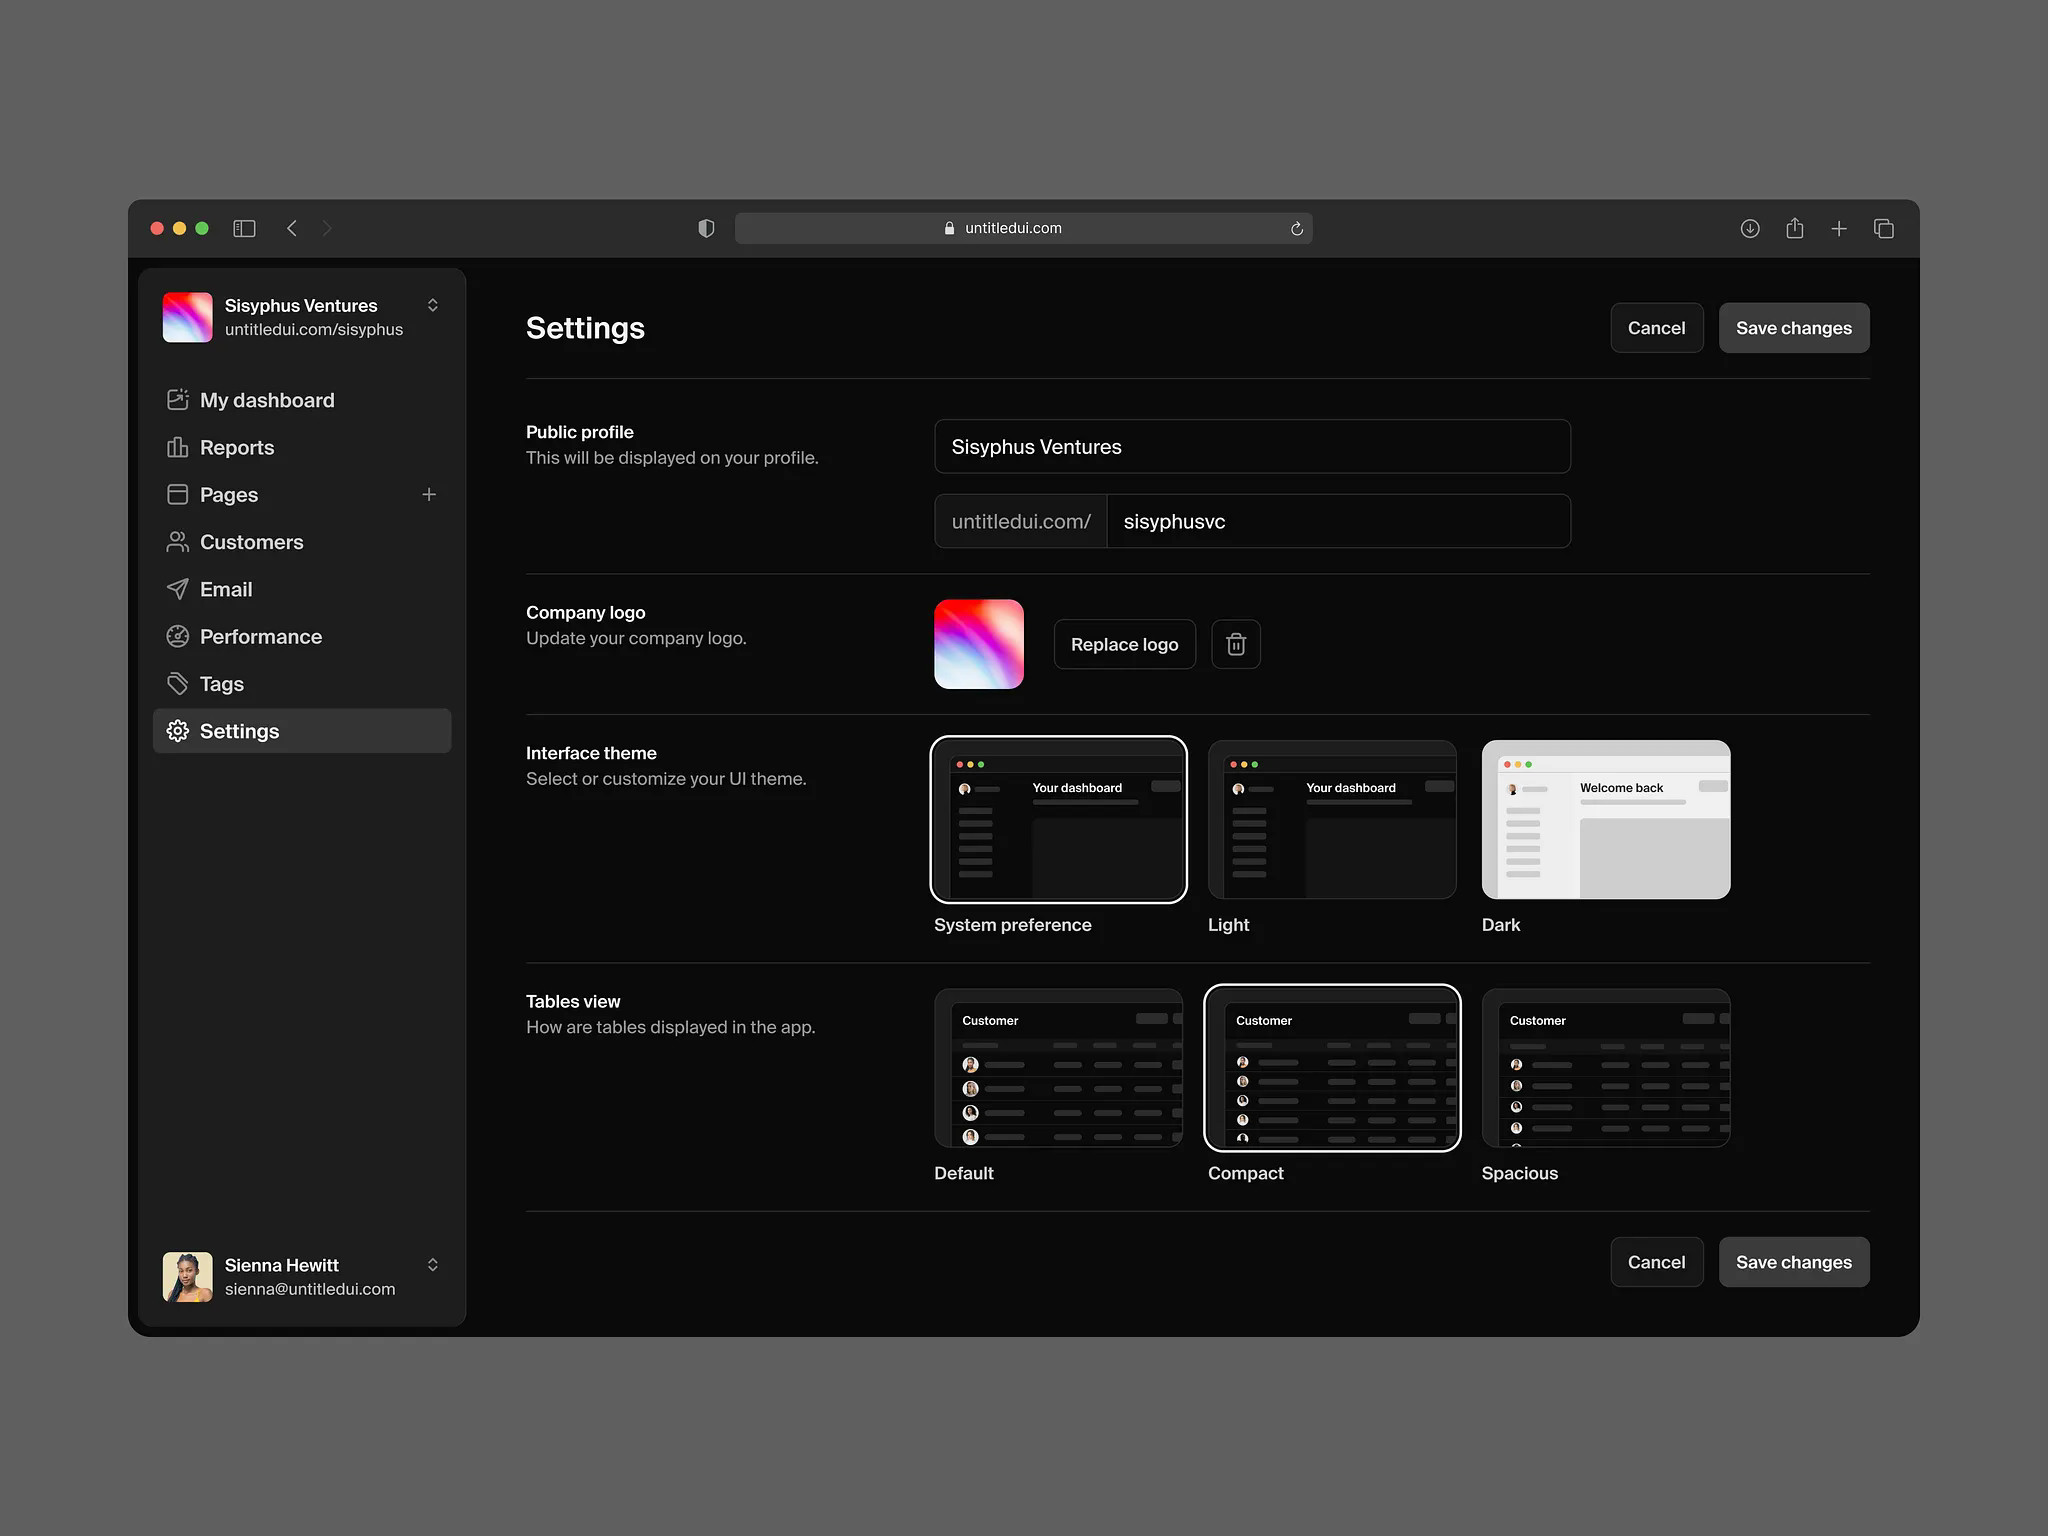 untitledui.com
Sisyphus Ventures
untitledui.com/sisyphus
My dashboard
Reports
Pages
Customers
Email
Performance
Tags
Settings
Sienna Hewitt
sienna@untitledui.com
Settings
Cancel
Save changes
Public profile
This will be displayed on your profile.
Sisyphus Ventures
untitledui.com/ sisyphusvc
Company logo
Update your company logo.
Replace logo
Interface theme
Select or customize your UI theme.
Your dashboard
System preference
Your dashboard
Light
Welcome back
Dark
Tables view
How are tables displayed in the app.
Customer
Default
Customer
Compact
Customer
Spacious
Cancel
Save changes